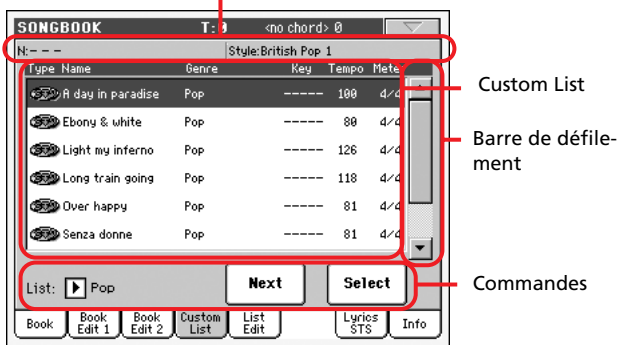 SONGBOOK T:0 <no chord> 0
N:- - - Style:British Pop 1
Type Name Genre Key Tempo Meter
A day in paradise Pop ----- 100 4/4
Ebony & white Pop ----- 80 4/4
Light my inferno Pop ----- 126 4/4
Long train going Pop ----- 118 4/4
Over happy Pop ----- 81 4/4
Senza donne Pop ----- 81 4/4
List: Pop Next Select
Book Book Edit 1 Book Edit 2 Custom List List Edit Lyrics STS Info
Custom List
Barre de défile-
ment
Commandes